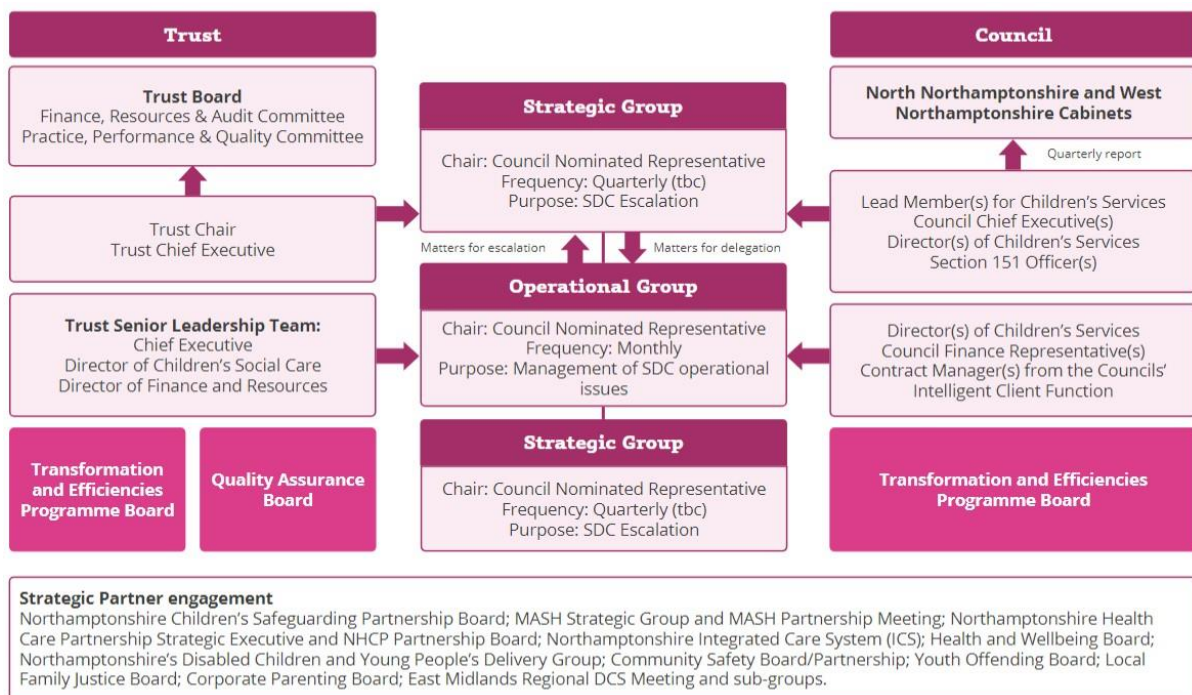 Trust
Trust Board
Finance, Resources & Audit Committee
Practice, Performance & Quality Committee
Trust Chair
Trust Chief Executive
Trust Senior Leadership Team:
Chief Executive
Director of Children's Social Care
Director of Finance and Resources
Transformation
and Efficiencies
Programme Board
Quality Assurance
Board
Strategic Group
Chair: Council Nominated Representative
Frequency: Quarterly (tbc)
Purpose: SDC Escalation
Matters for escalation
Matters for delegation
Operational Group
Chair: Council Nominated Representative
Frequency: Monthly
Purpose: Management of SDC operational
issues
Strategic Group
Chair: Council Nominated Representative
Frequency: Quarterly (tbc)
Purpose: SDC Escalation
Council
North Northamptonshire and West
Northamptonshire Cabinets
Quarterly report
Lead Member(s) for Children's Services
Council Chief Executive(s)
Director(s) of Children's Services
Section 151 Officer(s)
Director(s) of Children's Services
Council Finance Representative(s)
Contract Manager(s) from the Councils'
Intelligent Client Function
Transformation and Efficiencies
Programme Board
Strategic Partner engagement
Northamptonshire Children's Safeguarding Partnership Board; MASH Strategic Group and MASH Partnership Meeting; Northamptonshire Health
Care Partnership Strategic Executive and NHCP Partnership Board; Northamptonshire Integrated Care System (ICS); Health and Wellbeing Board;
Northamptonshire's Disabled Children and Young People's Delivery Group; Community Safety Board/Partnership; Youth Offending Board; Local
Family Justice Board; Corporate Parenting Board; East Midlands Regional DCS Meeting and sub-groups.